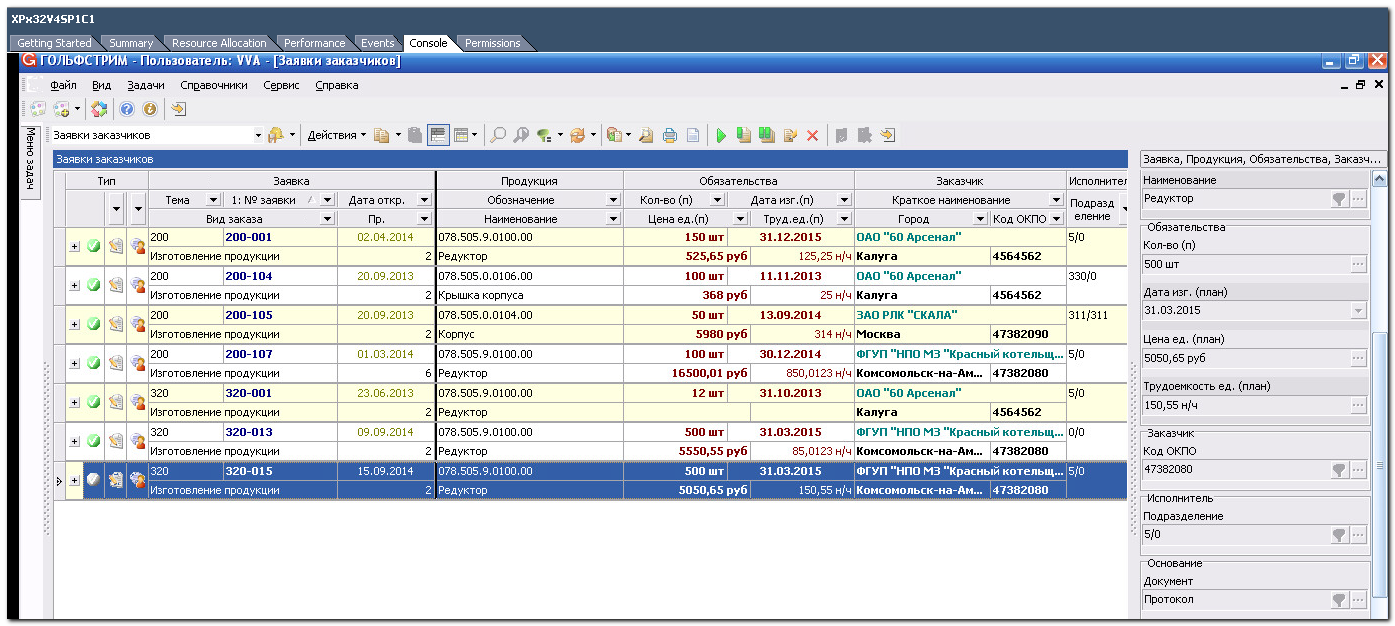 XPx32V4SP1C1
Getting Started Summary Resource Allocation Performance Events Console Permissions
ГОЛЬФСТРИМ - Пользователь: VVA - [Заявки заказчиков]
Файл Вид Задачи Справочники Сервис Справка
Заявки заказчиков Действия
Меню задач
Заявки заказчиков
Тип Заявка Продукция Обязательства Заказчик Исполнител
Тема 1: № заявки Дата откр. Обозначение Кол-во (п) Дата изг.(п) Краткое наименование Подразд
еление
Вид заказа Пр. Наименование Цена ед.(п) Труд.ед.(п) Город Код ОКПО
200 200-001 02.04.2014 078.505.9.0100.00 150 шт 31.12.2015 ОАО "60 Арсенал" 5/0
Изготовление продукции 2 Редуктор 525,65 руб 125,25 н/ч Калуга 4564562
200 200-104 20.09.2013 078.505.0.0106.00 100 шт 11.11.2013 ОАО "60 Арсенал" 330/0
Изготовление продукции 2 Крышка корпуса 368 руб 25 н/ч Калуга 4564562
200 200-105 20.09.2013 078.505.0.0104.00 50 шт 13.09.2014 ЗАО РЛК "СКАЛА" 311/311
Изготовление продукции 2 Корпус 5980 руб 314 н/ч Москва 47382090
200 200-107 01.03.2014 078.505.9.0100.00 100 шт 30.12.2014 ФГУП "НПО МЗ "Красный котельщ... 5/0
Изготовление продукции 6 Редуктор 16500,01 руб 850,0123 н/ч Комсомольск-на-Ам... 47382080
320 320-001 23.06.2013 078.505.9.0100.00 12 шт 31.10.2013 ОАО "60 Арсенал" 5/0
Изготовление продукции 2 Редуктор Калуга 4564562
320 320-013 09.09.2014 078.505.9.0100.00 500 шт 31.03.2015 ФГУП "НПО МЗ "Красный котельщ... 0/0
Изготовление продукции 2 Редуктор 5550,55 руб 85,0123 н/ч Комсомольск-на-Ам... 47382080
320 320-015 15.09.2014 078.505.9.0100.00 500 шт 31.03.2015 ФГУП "НПО МЗ "Красный котельщ... 5/0
Изготовление продукции 2 Редуктор 5050,65 руб 150,55 н/ч Комсомольск-на-Ам... 47382080
Заявка, Продукция, Обязательства, Заказч...
Наименование
Редуктор
Обязательства
Кол-во (п)
500 шт
Дата изг. (план)
31.03.2015
Цена ед. (план)
5050,65 руб
Трудоемкость ед. (план)
150,55 н/ч
Заказчик
Код ОКПО
47382080
Исполнитель
Подразделение
5/0
Основание
Документ
Протокол